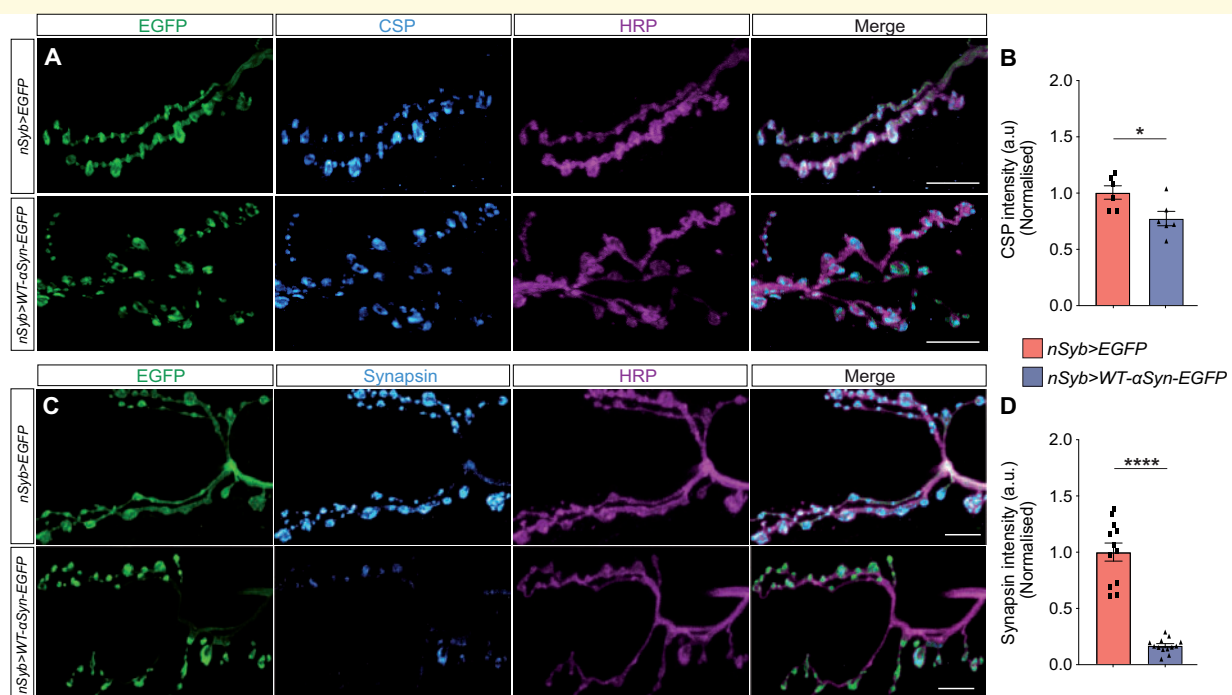 EGFP CSP HRP Merge
A
nSyb>EGFP
nSyb>WT-αSyn-EGFP
B
2.0
1.5
1.0
0.5
0.0
CSP intensity (a.u)
(Normalised)
*
nSyb>EGFP
nSyb>WT-αSyn-EGFP
EGFP Synapsin HRP Merge
C
nSyb>EGFP
nSyb>WT-αSyn-EGFP
D
2.0
1.5
1.0
0.5
0.0
Synapsin intensity (a.u.)
(Normalised)
****